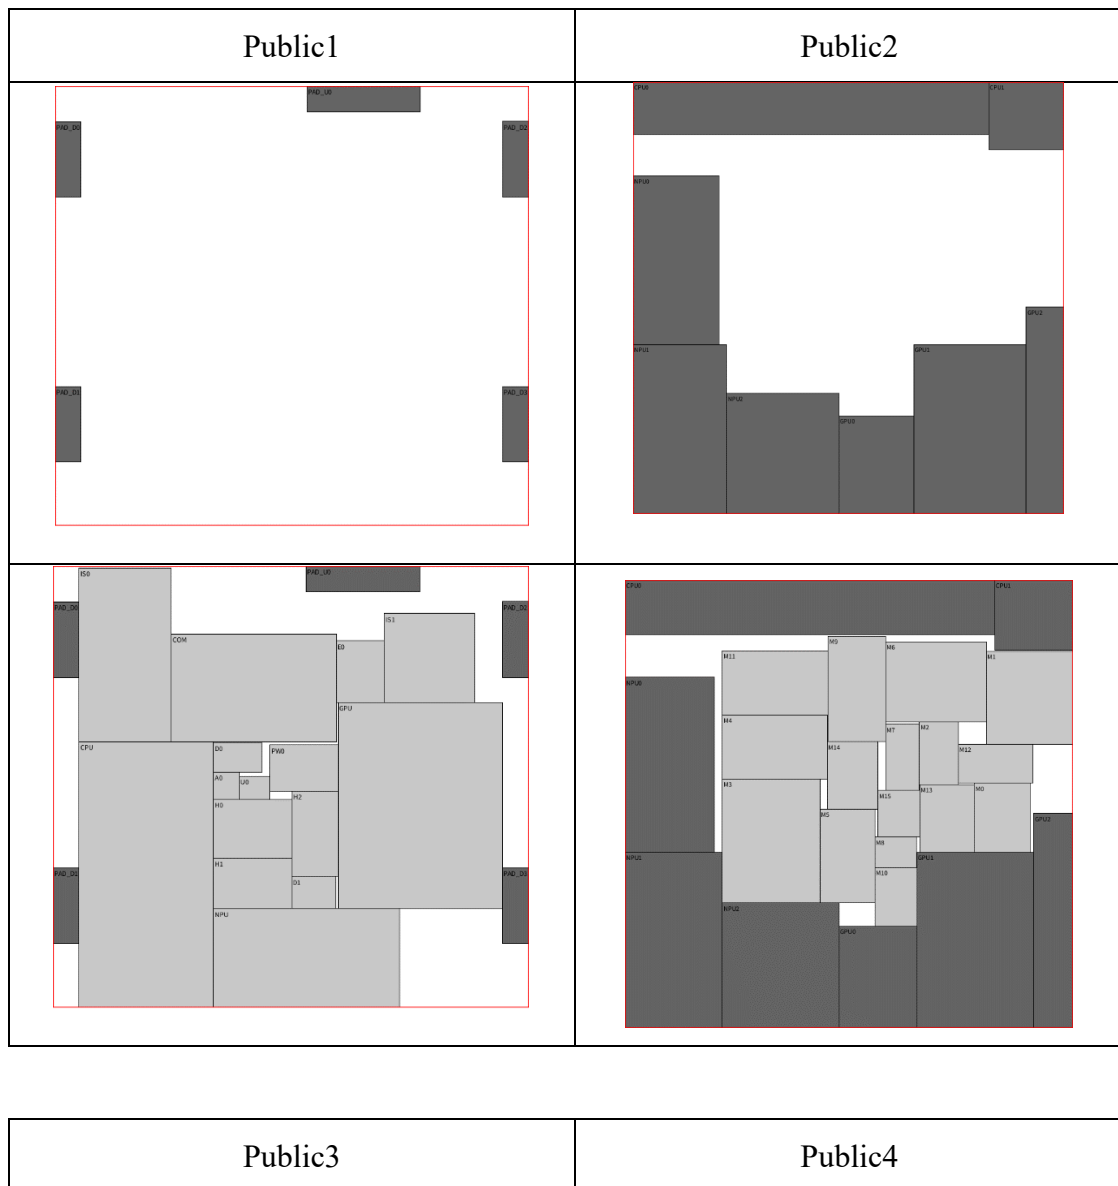 Public1
Public2
PAD_U0
PAD_D0
PAD_D2
PAD_D1
PAD_D3
CPU0
CPU1
NPU0
GPU2
NPU1
GPU1
NPU2
GPU0
IS0
PAD_U0
PAD_D0
PAD_D2
IS1
COM
E0
GPU
CPU
D0
PW0
A0
U0
H2
H0
H1
PAD_D1
PAD_D3
D1
NPU
CPU0
CPU1
M9
M6
M11
M1
NPU0
M4
M7
M2
M14
M12
M3
M15
M13
M0
M5
GPU2
M8
NPU1
GPU1
M10
NPU2
GPU0
Public3
Public4